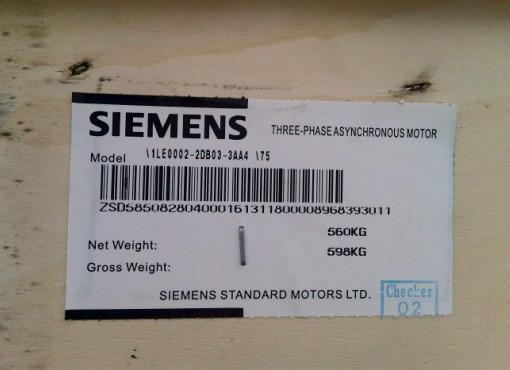 SIEMENS THREE-PHASE ASYNCHRONOUS MOTOR
Model \1LE0002-2DB03-3AA4 \75
ZSD5850828040001613118000089683930​11
560KG
Net Weight:
598KG
Gross Weight:
SIEMENS STANDARD MOTORS LTD.
Checker
02